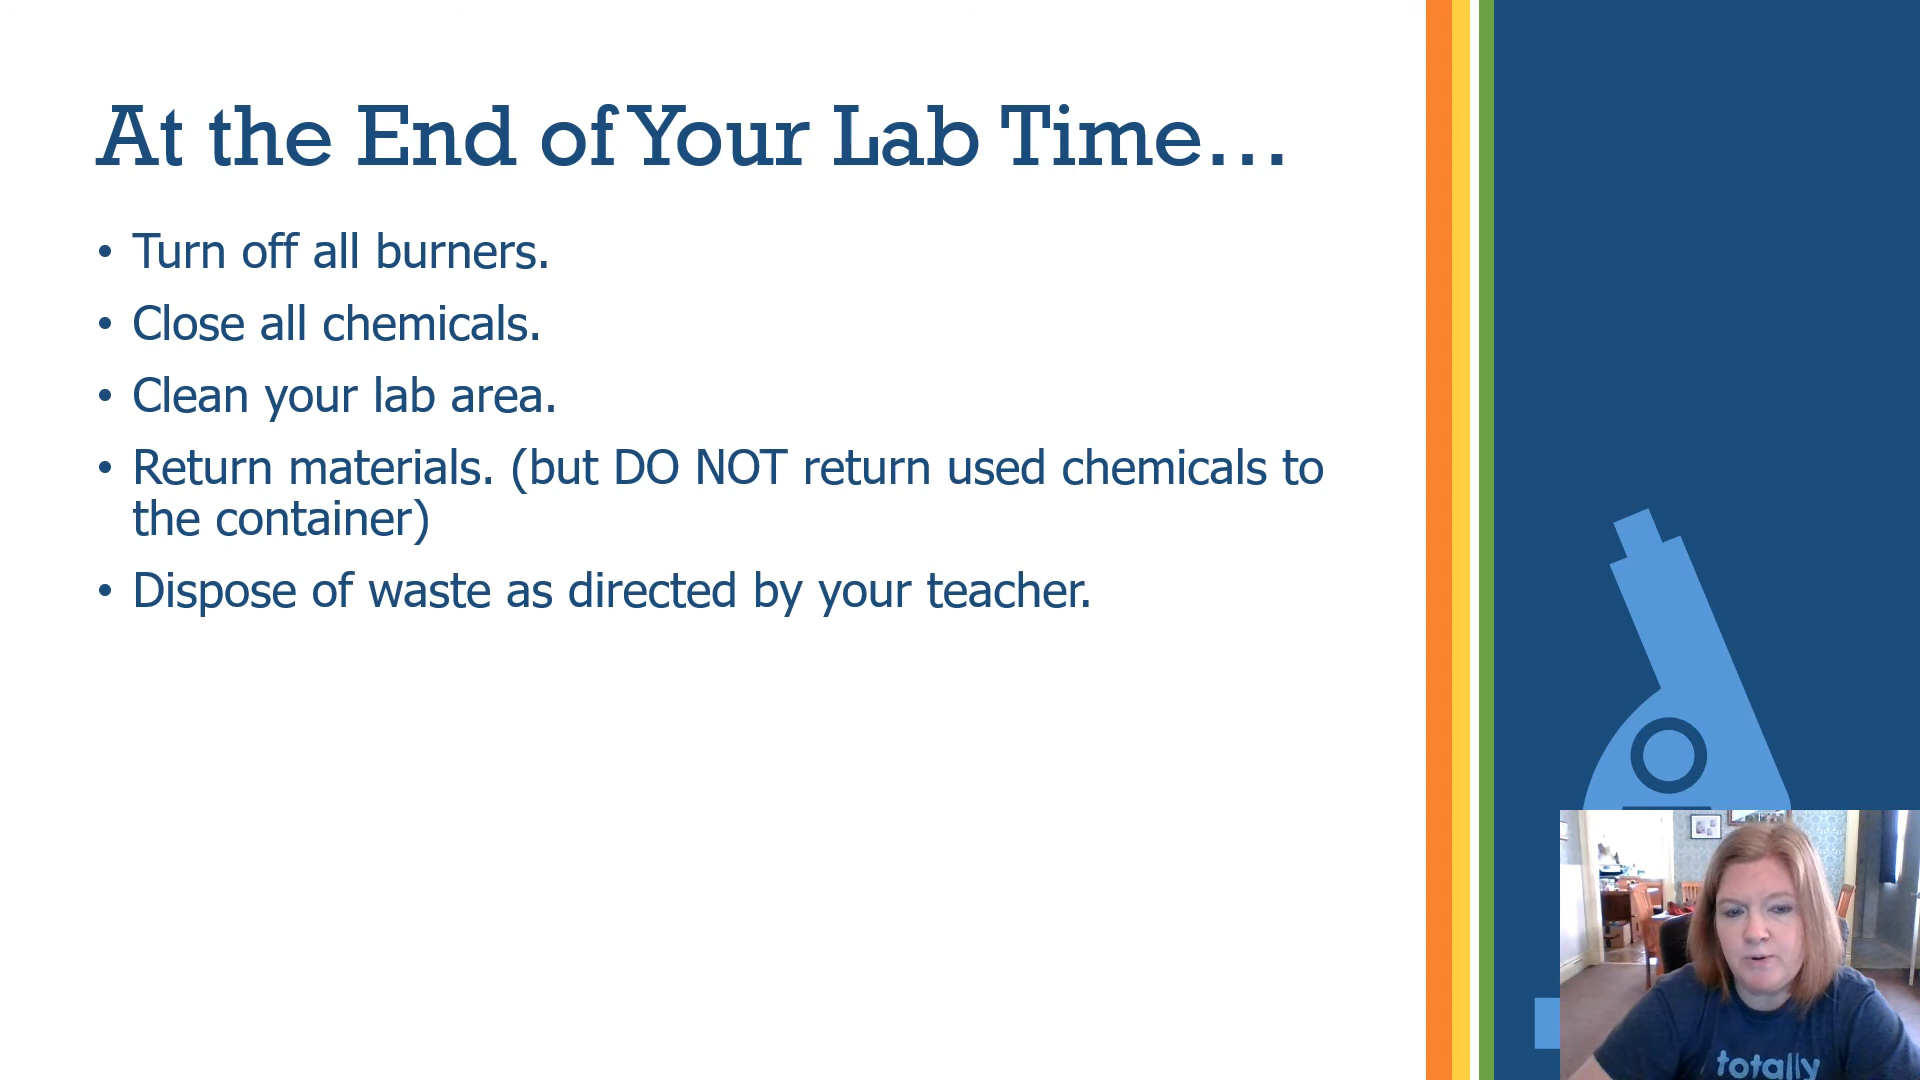 At the End of Your Lab Time...
• Turn off all burners.
• Close all chemicals.
• Clean your lab area.
• Return materials. (but DO NOT return used chemicals to
the container)
• Dispose of waste as directed by your teacher.
totally